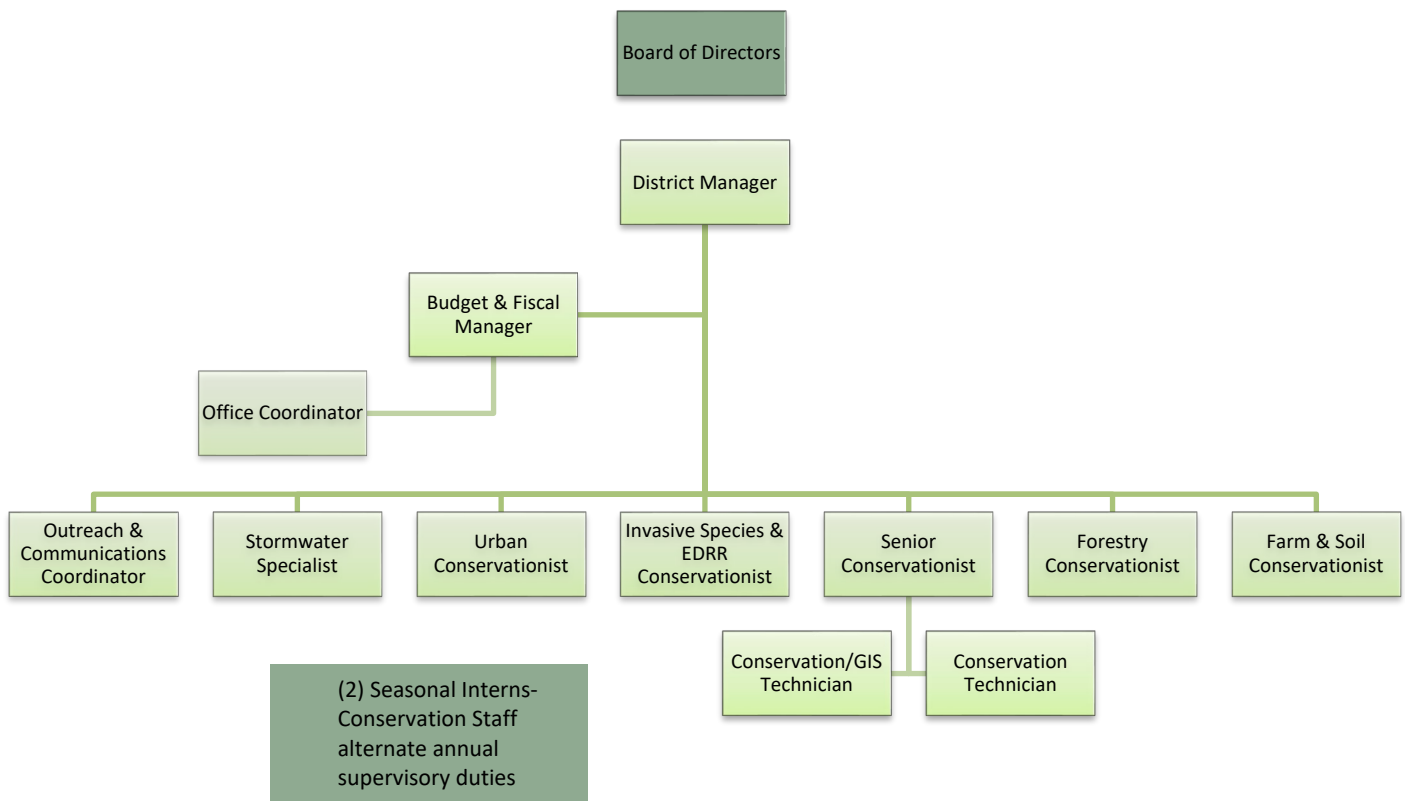 Board of Directors
District Manager
Budget & Fiscal
Manager
Office Coordinator
Outreach &
Communications
Coordinator
Stormwater
Specialist
Urban
Conservationist
Invasive Species &
EDRR
Conservationist
Senior
Conservationist
Forestry
Conservationist
Farm & Soil
Conservationist
Conservation/GIS
Technician
Conservation
Technician
(2) Seasonal Interns-
Conservation Staff
alternate annual
supervisory duties